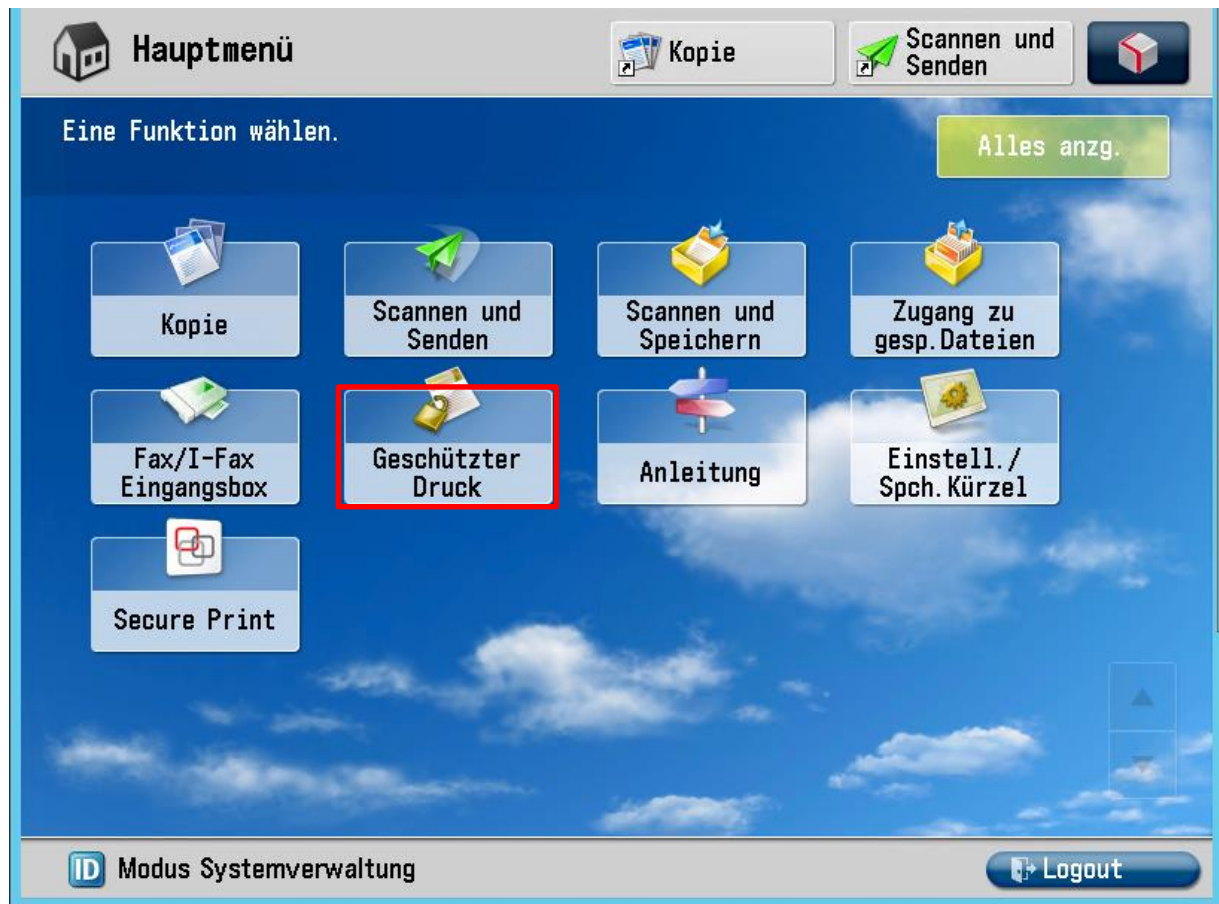 Hauptmenü
Kopie
Scannen und
Senden
Eine Funktion wählen.
Alles anzg.
Kopie
Scannen und
Senden
Scannen und
Speichern
Zugang zu
gesp.Dateien
Fax/I-Fax
Eingangsbox
Geschützter
Druck
Anleitung
Einstell./
Spch.Kürzel
Secure Print
ID Modus Systemverwaltung
Logout